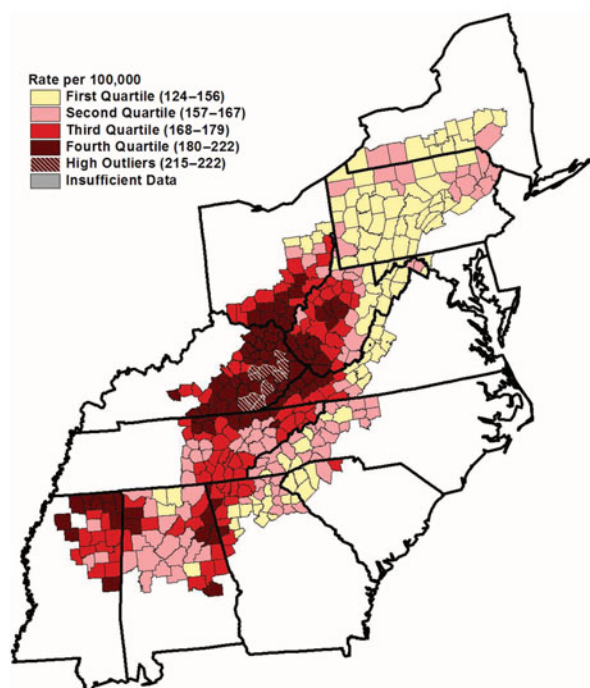 Rate per 100,000
First Quartile (124–156)
Second Quartile (157–167)
Third Quartile (168–179)
Fourth Quartile (180–222)
High Outliers (215–222)
Insufficient Data